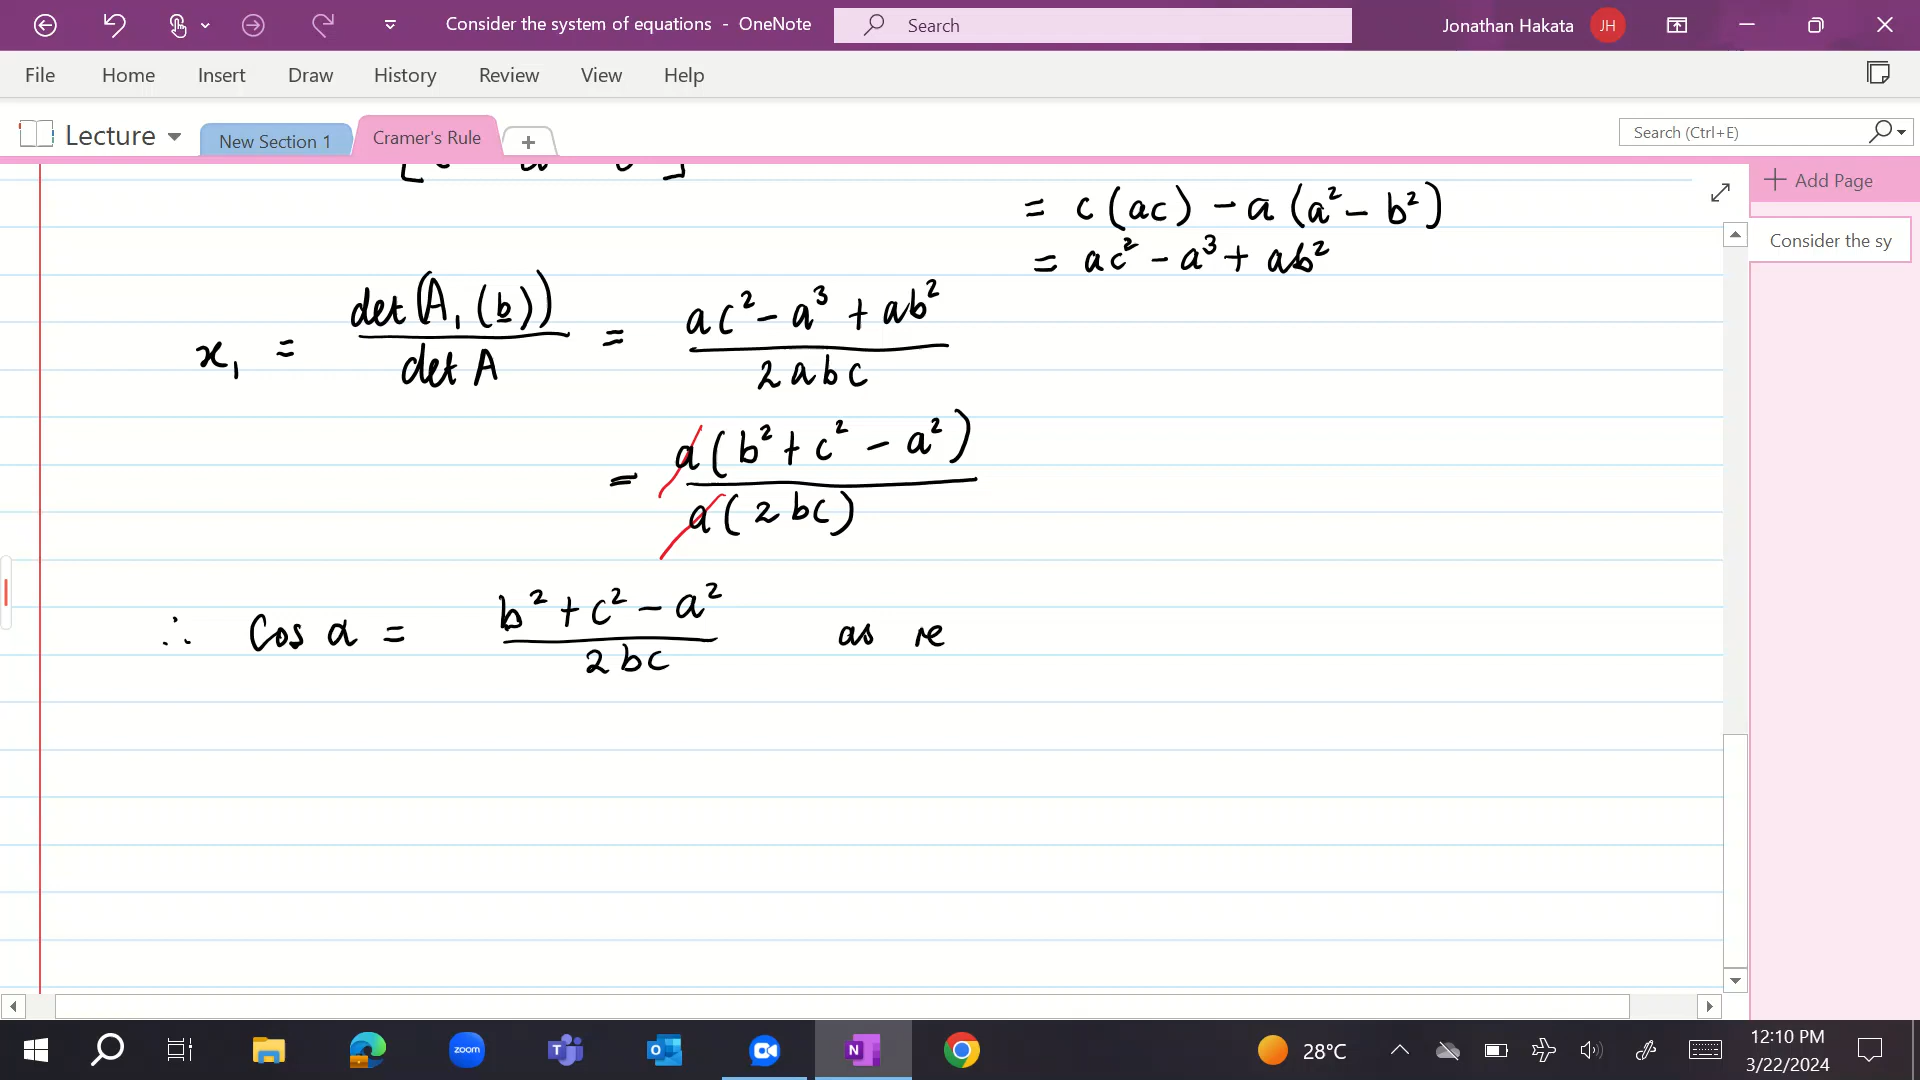 Consider the system of equations - OneNote
Search
Jonathan Hakata
JH
File Home Insert Draw History Review View Help
Lecture
New Section 1
Cramer's Rule
Search (Ctrl+E)
Add Page
Consider the sy
= c(ac) - a(a² - b²)
= ac² - a³ + ab²
x₁ = det(A₁(b)) / det A = (ac² - a³ + ab²) / 2abc
= a(b² + c² - a²) / a(2bc)
∴ Cos α = (b² + c² - a²) / 2bc as re
zoom
28°C
12:10 PM
3/22/2024